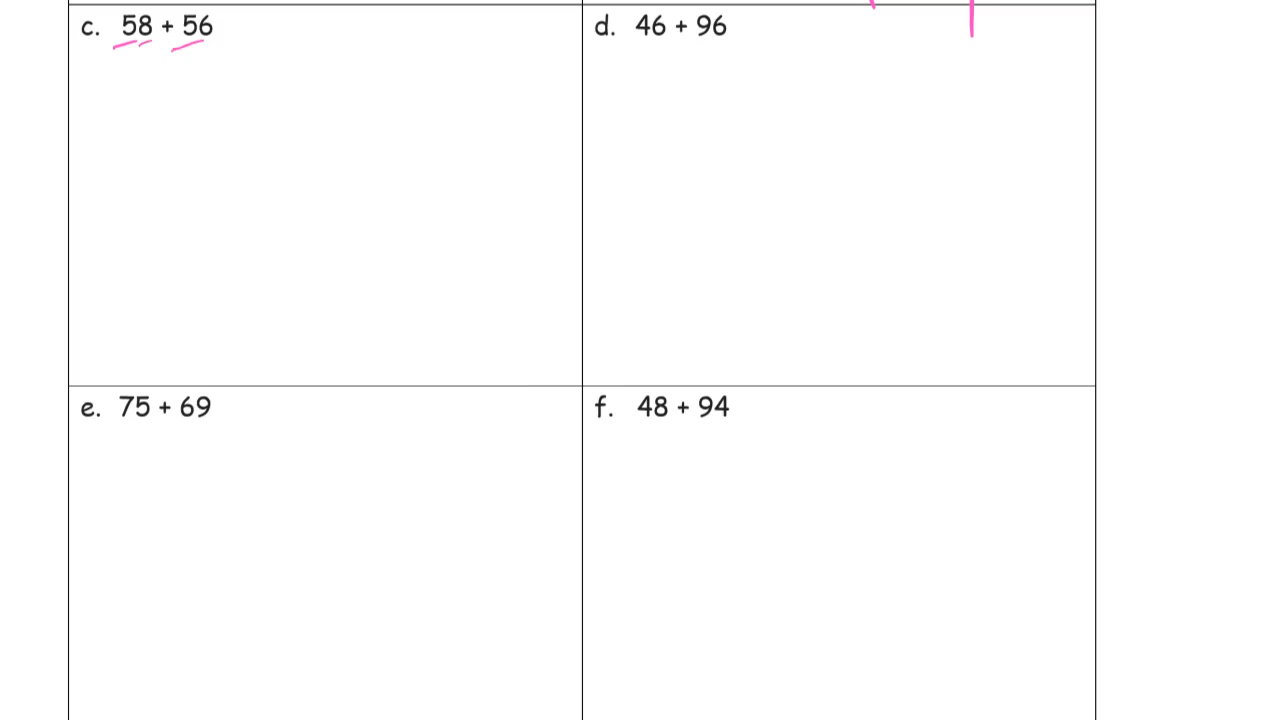 c. 58 + 56
d. 46 + 96
e. 75 + 69
f. 48 + 94